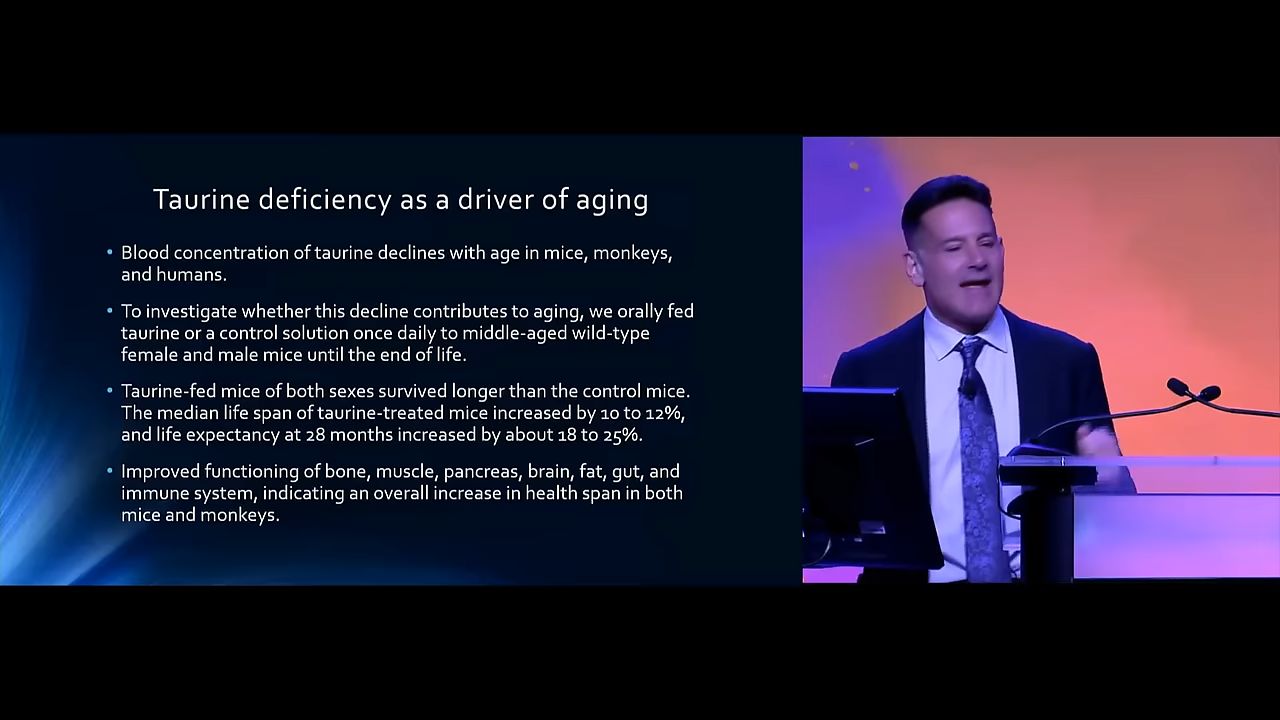 Taurine deficiency as a driver of aging
• Blood concentration of taurine declines with age in mice, monkeys,
and humans.
• To investigate whether this decline contributes to aging, we orally fed
taurine or a control solution once daily to middle-aged wild-type
female and male mice until the end of life.
• Taurine-fed mice of both sexes survived longer than the control mice.
The median life span of taurine-treated mice increased by 10 to 12%,
and life expectancy at 28 months increased by about 18 to 25%.
• Improved functioning of bone, muscle, pancreas, brain, fat, gut, and
immune system, indicating an overall increase in health span in both
mice and monkeys.